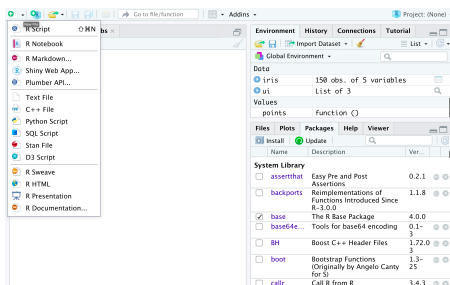 Go to file/function
Addins
Project: (None)
R Script ⇧⌘N
R Notebook
R Markdown...
Shiny Web App...
Plumber API...
Text File
C++ File
Python Script
SQL Script
Stan File
D3 Script
R Sweave
R HTML
R Presentation
R Documentation...
Environment History Connections Tutorial
Import Dataset List
Global Environment
Data
iris 150 obs. of 5 variables
ui List of 3
Values
points function ()
Files Plots Packages Help Viewer
Install Update
Name Description Ver...
System Library
assertthat Easy Pre and Post 0.2.1
Assertions
backports Reimplementations of 1.1.8
Functions Introduced Since
R-3.0.0
base The R Base Package 4.0.0
base64e... Tools for base64 encoding 0.1-
3
BH Boost C++ Header Files 1.72.0
3
boot Bootstrap Functions 1.3-
(Originally by Angelo Canty 25
for S)
callr Call R from R 3.4.3